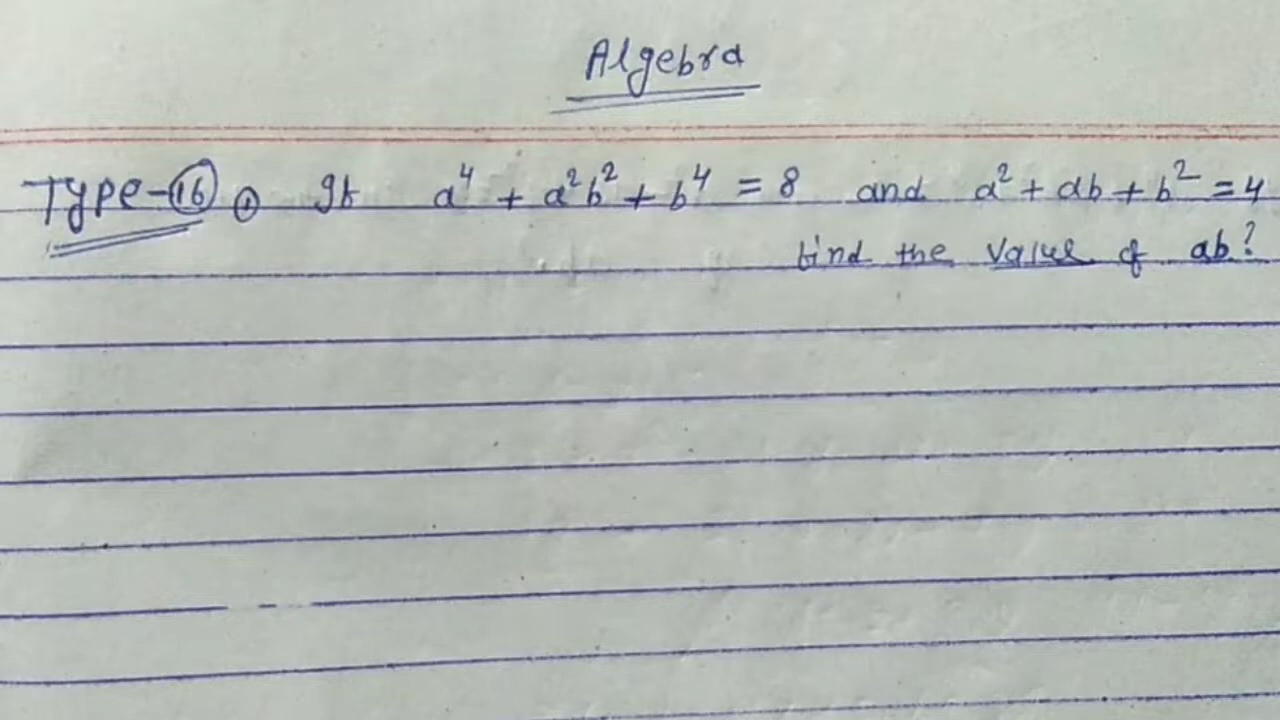 Algebra
Type-16 ① If a⁴ + a²b² + b⁴ = 8 and a² + ab + b² = 4
find the value of ab?